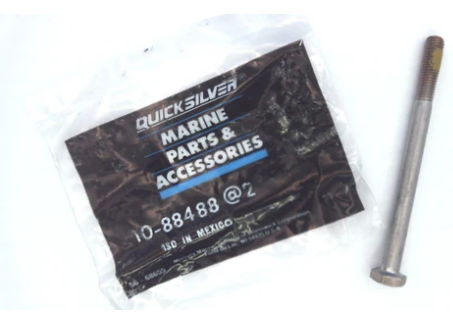 QUICKSILVER
MARINE
PARTS &
ACCESSORIES
10-88488 @2
IN MEXICO